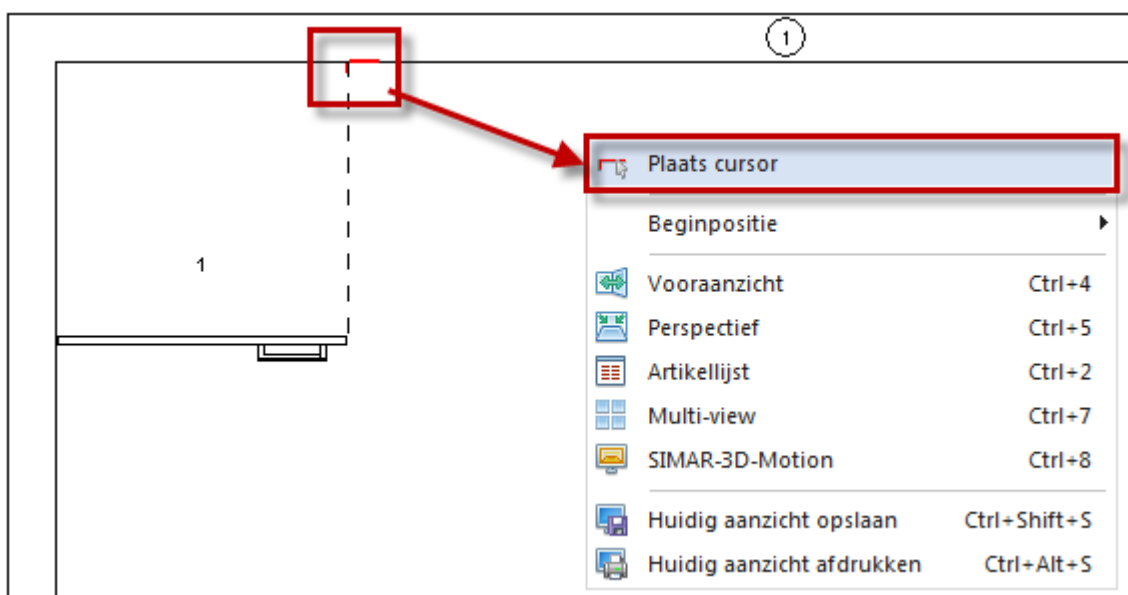 1
Plaats cursor
Beginpositie
1
Vooraanzicht Ctrl+4
Perspectief Ctrl+5
Artikellijst Ctrl+2
Multi-view Ctrl+7
SIMAR-3D-Motion Ctrl+8
Huidig aanzicht opslaan Ctrl+Shift+S
Huidig aanzicht afdrukken Ctrl+Alt+S